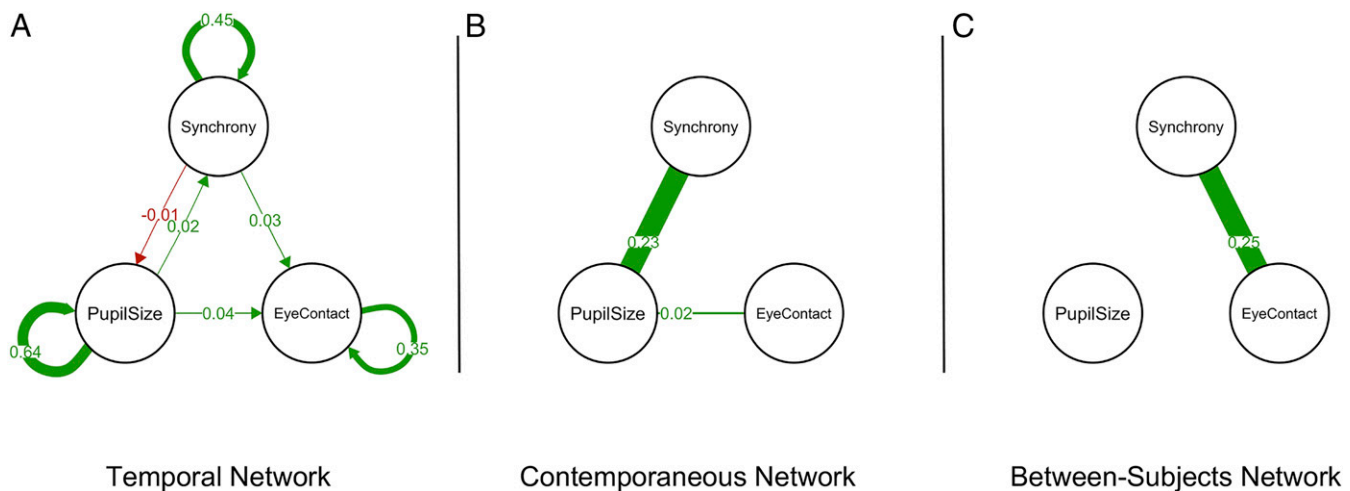 A
0.45
Synchrony
-0.01
0.02
0.03
PupilSize
0.04
EyeContact
0.64
0.35
Temporal Network
B
Synchrony
0.23
PupilSize
0.02
EyeContact
Contemporaneous Network
C
Synchrony
0.25
PupilSize
EyeContact
Between-Subjects Network